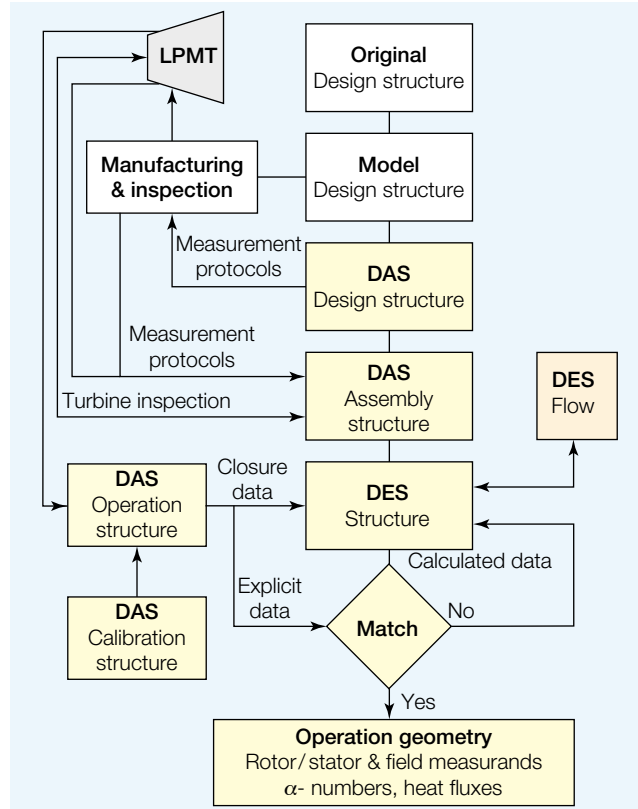 LPMT
Original
Design structure
Manufacturing
& inspection
Model
Design structure
Measurement
protocols
DAS
Design structure
Measurement
protocols
DAS
Assembly
structure
DES
Flow
Turbine inspection
DAS
Operation
structure
Closure
data
DES
Structure
Calculated data
Explicit
data
DAS
Calibration
structure
Match
No
Yes
Operation geometry
Rotor/stator & field measurands
α- numbers, heat fluxes